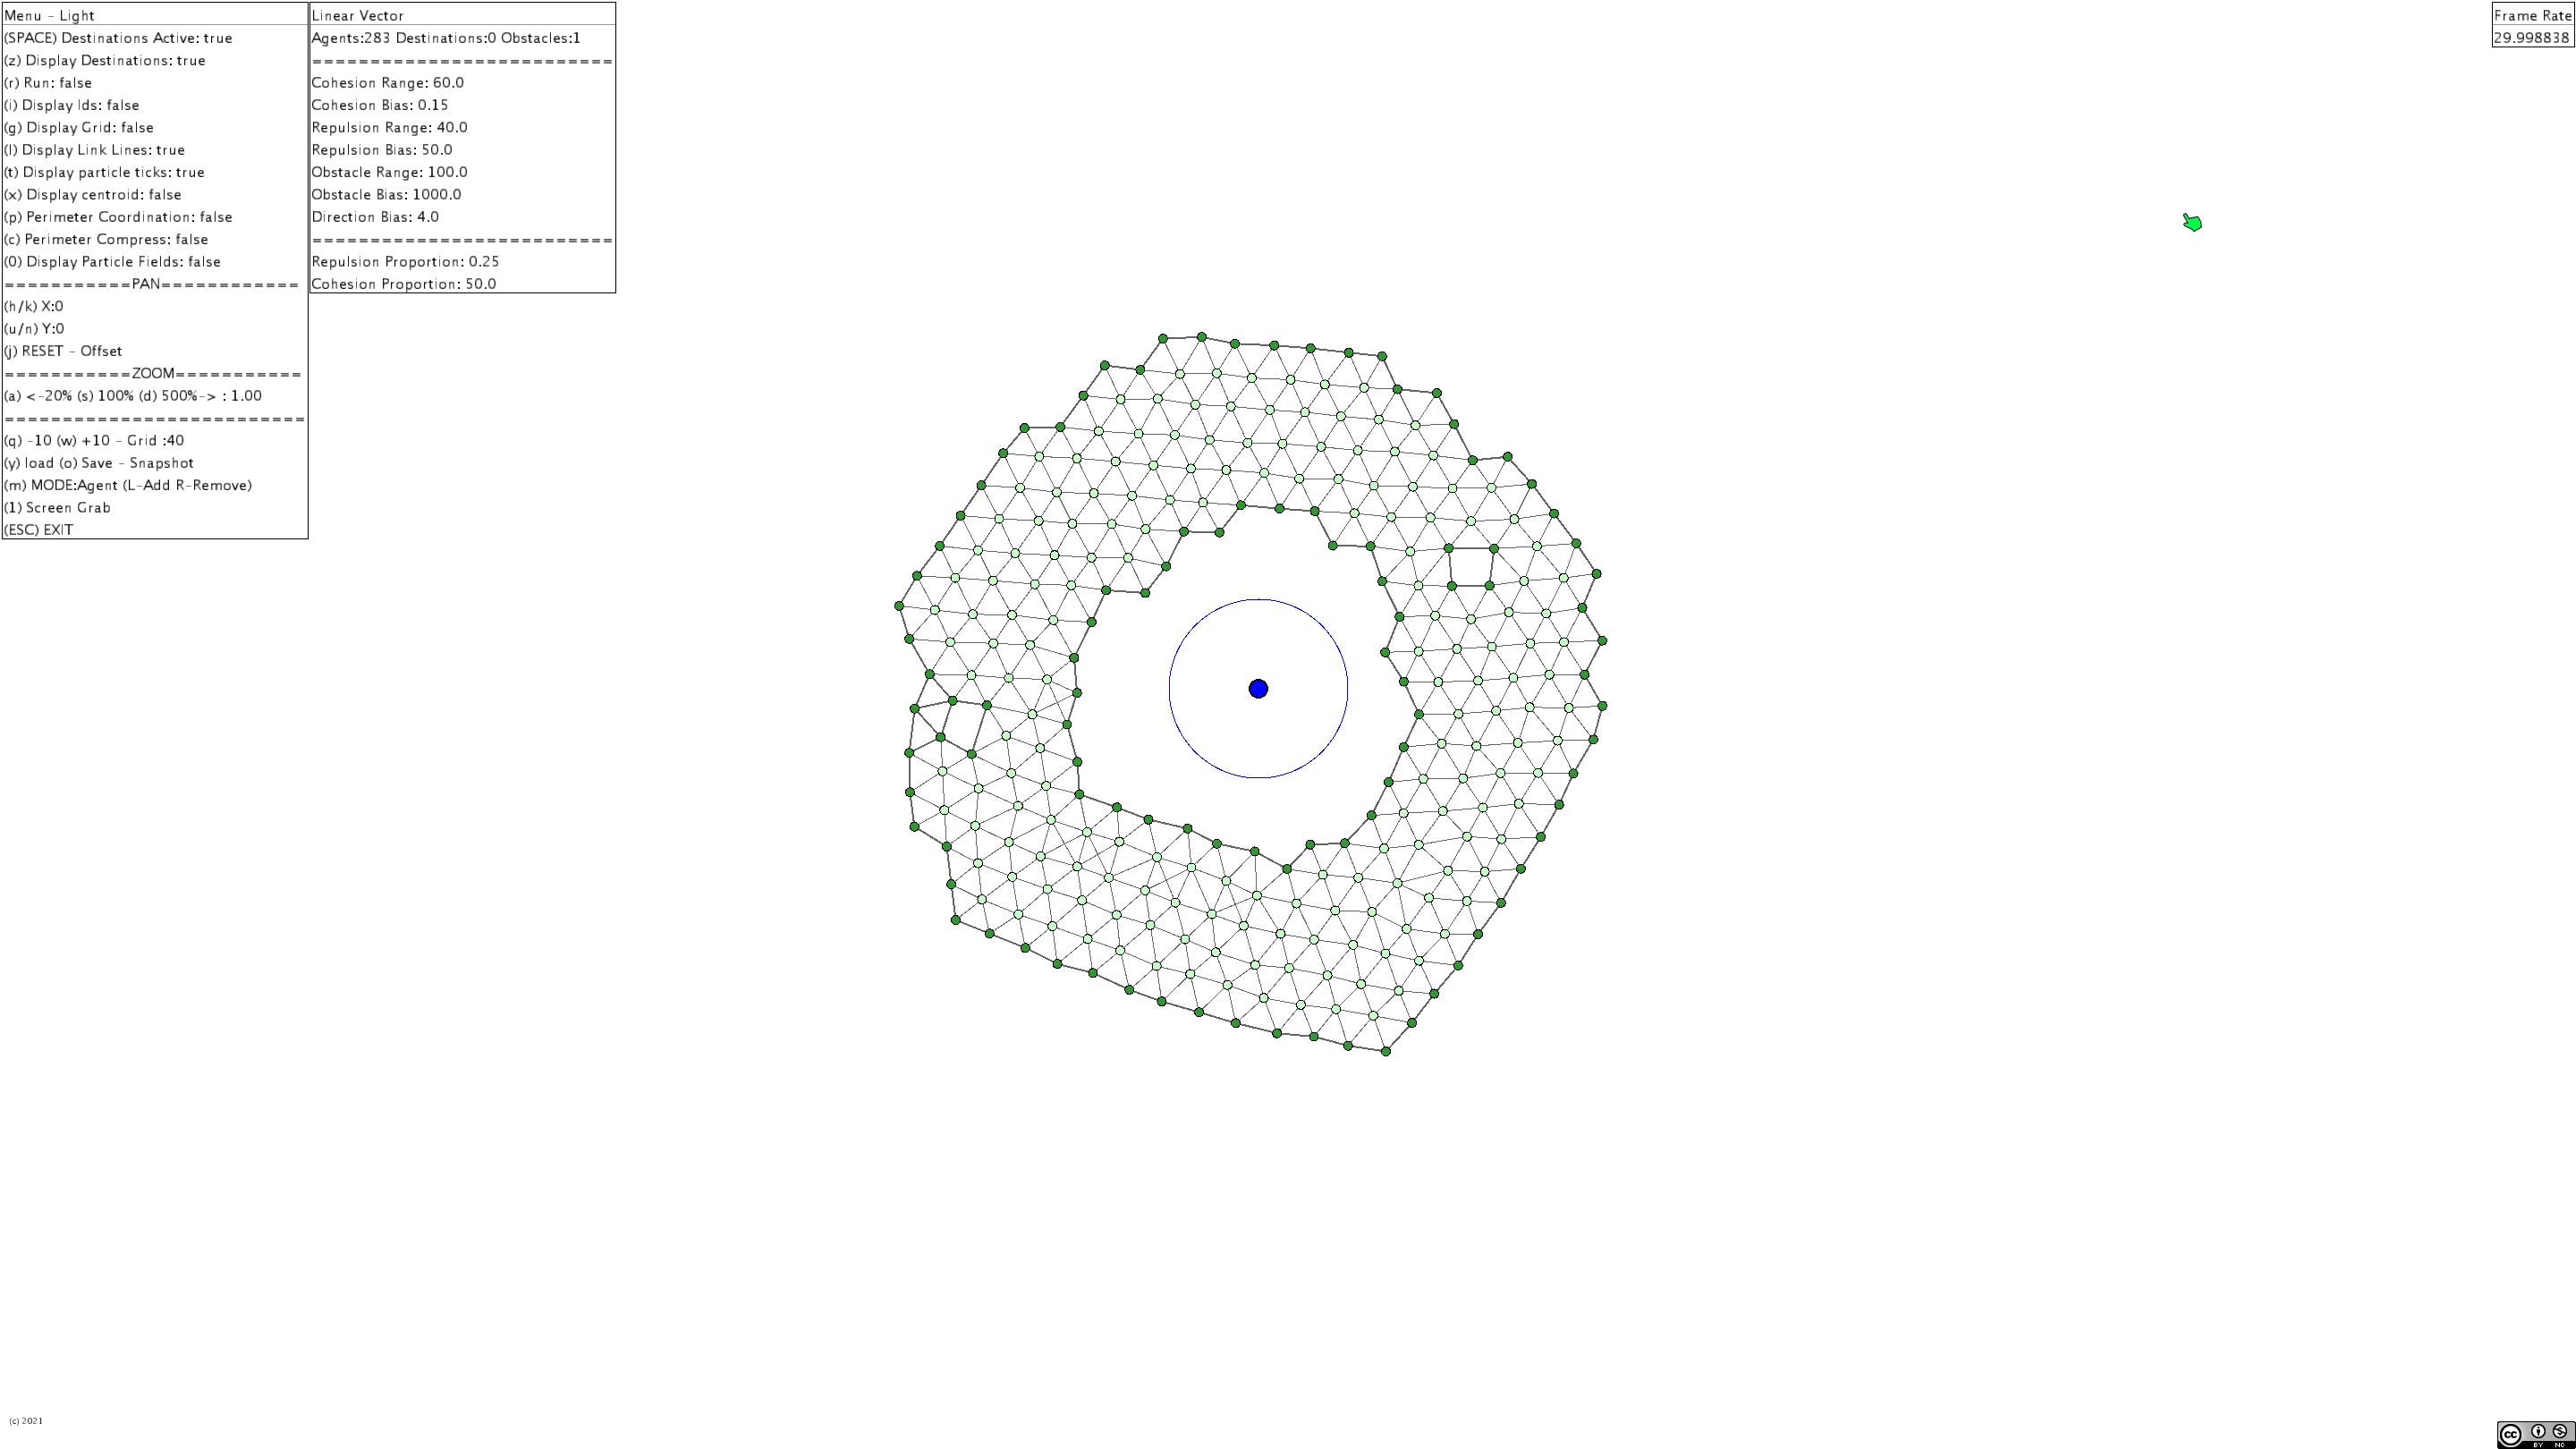 Menu - Light
(SPACE) Destinations Active: true
(z) Display Destinations: true
(r) Run: false
(i) Display Ids: false
(g) Display Grid: false
(l) Display Link Lines: true
(t) Display particle ticks: true
(x) Display centroid: false
(p) Perimeter Coordination: false
(c) Perimeter Compress: false
(0) Display Particle Fields: false
===========PAN============
(h/k) X:0
(u/n) Y:0
(j) RESET - Offset
===========ZOOM===========
(a) <-20% (s) 100% (d) 500%-> : 1.00
==========================
(q) -10 (w) +10 - Grid :40
(y) load (o) Save - Snapshot
(m) MODE:Agent (L-Add R-Remove)
(1) Screen Grab
(ESC) EXIT
Linear Vector
Agents:283 Destinations:0 Obstacles:1
==========================
Cohesion Range: 60.0
Cohesion Bias: 0.15
Repulsion Range: 40.0
Repulsion Bias: 50.0
Obstacle Range: 100.0
Obstacle Bias: 1000.0
Direction Bias: 4.0
==========================
Repulsion Proportion: 0.25
Cohesion Proportion: 50.0
Frame Rate
29.998838
(c) 2021
cc
BY NC